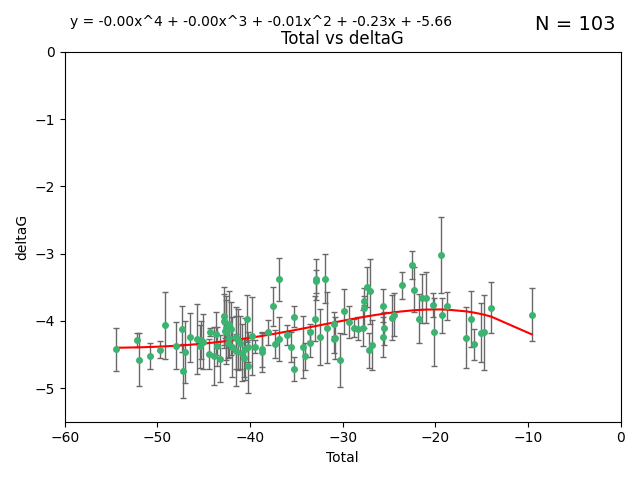 y = -0.00x^4 + -0.00x^3 + -0.01x^2 + -0.23x + -5.66
N = 103
Total vs deltaG
0
−1
−2
−3
−4
−5
deltaG
−60 −50 −40 −30 −20 −10 0
Total